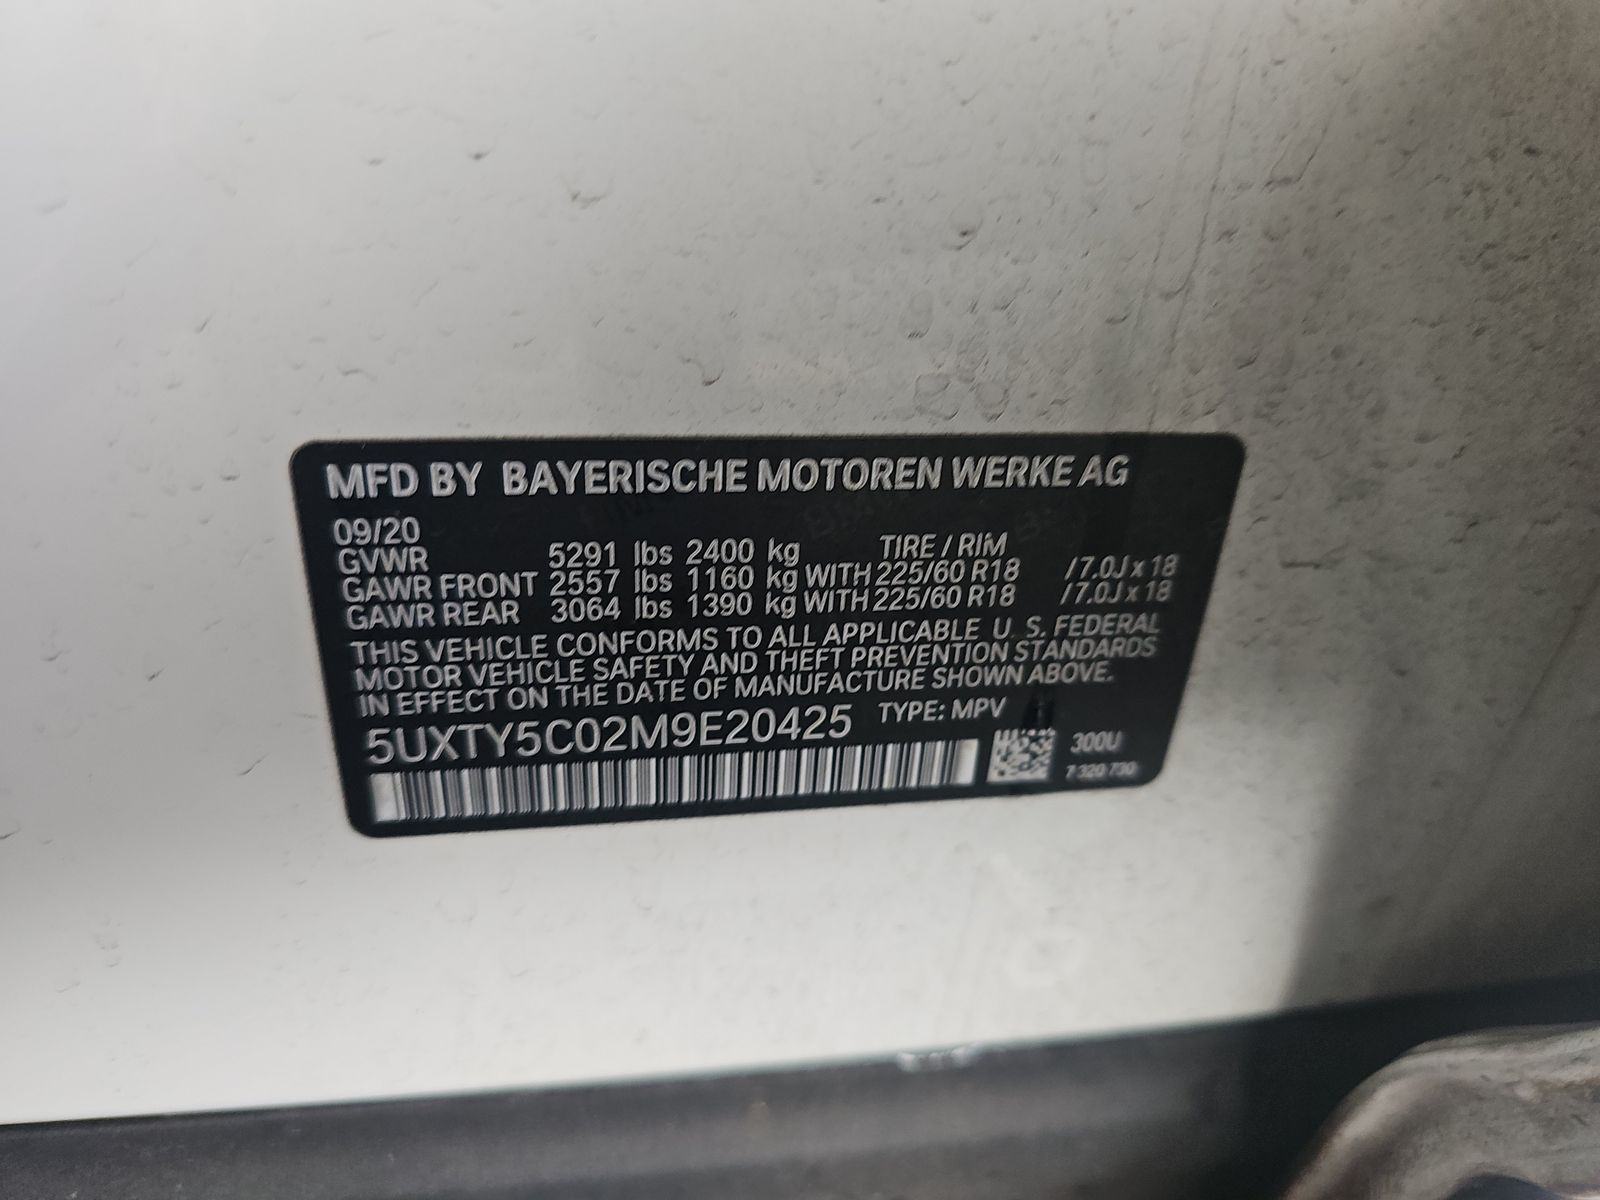 MFD BY BAYERISCHE MOTOREN WERKE AG
09/20
GVWR 5291 lbs 2400 kg TIRE / RIM
GAWR FRONT 2557 lbs 1160 kg WITH 225/60 R18 /7.0J x 18
GAWR REAR 3064 lbs 1390 kg WITH 225/60 R18 /7.0J x 18
THIS VEHICLE CONFORMS TO ALL APPLICABLE U. S. FEDERAL
MOTOR VEHICLE SAFETY AND THEFT PREVENTION STANDARDS
IN EFFECT ON THE DATE OF MANUFACTURE SHOWN ABOVE.
5UXTY5C02M9E20425 TYPE: MPV
300U
7 320 730